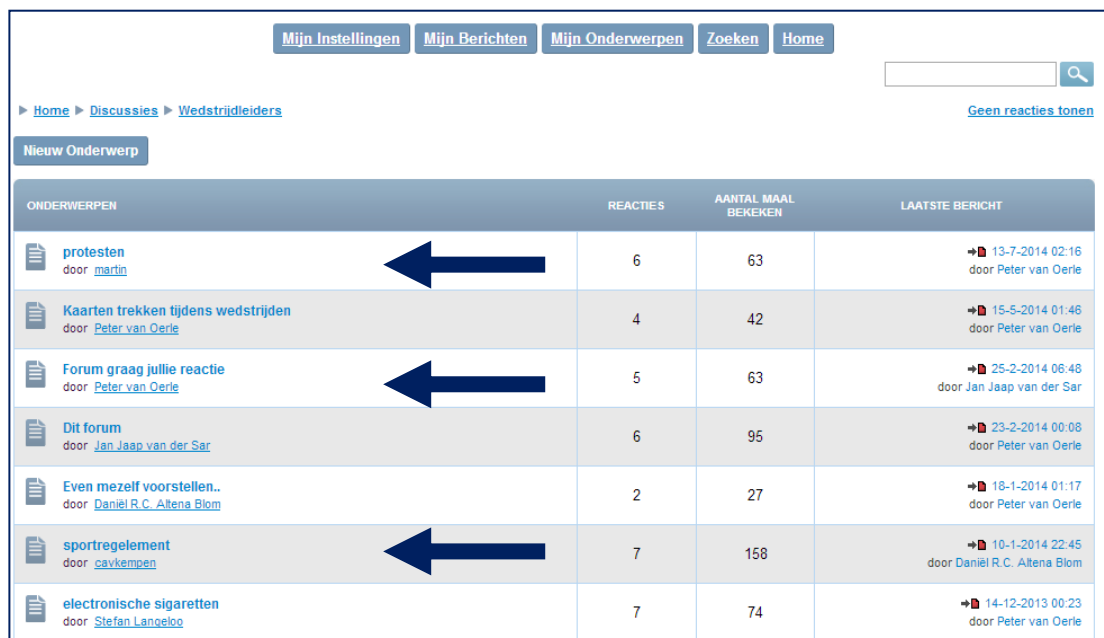 Mijn Instellingen Mijn Berichten Mijn Onderwerpen Zoeken Home
Home Discussies Wedstrijdleiders Geen reacties tonen
Nieuw Onderwerp
ONDERWERPEN REACTIES AANTAL MAAL BEKEKEN LAATSTE BERICHT
protesten 6 63 13-7-2014 02:16
door martin door Peter van Oerle
Kaarten trekken tijdens wedstrijden 4 42 15-5-2014 01:46
door Peter van Oerle door Peter van Oerle
Forum graag jullie reactie 5 63 25-2-2014 06:48
door Peter van Oerle door Jan Jaap van der Sar
Dit forum 6 95 23-2-2014 00:08
door Jan Jaap van der Sar door Peter van Oerle
Even mezelf voorstellen.. 2 27 18-1-2014 01:17
door Daniël R.C. Altena Blom door Peter van Oerle
sportregelement 7 158 10-1-2014 22:45
door cavkempen door Daniël R.C. Altena Blom
electronische sigaretten 7 74 14-12-2013 00:23
door Stefan Langeloo door Peter van Oerle